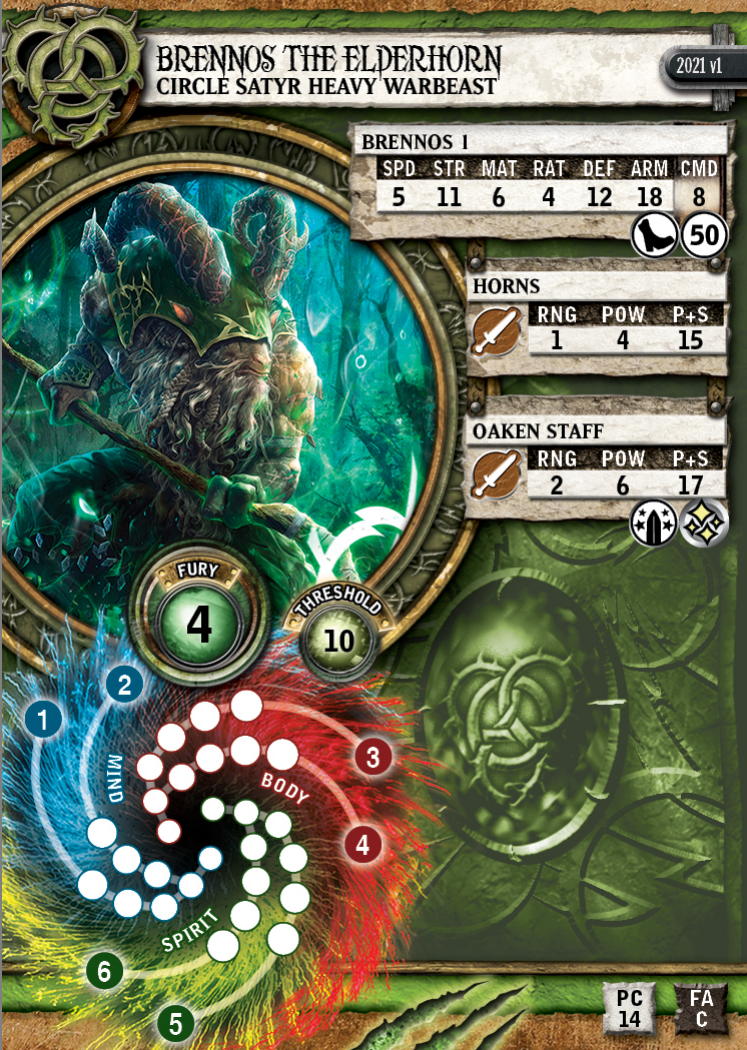 BRENNOS THE ELDERHORN
CIRCLE SATYR HEAVY WARBEAST
2021 v1
BRENNOS 1
SPD STR MAT RAT DEF ARM CMD
5 11 6 4 12 18 8
50
HORNS
RNG POW P+S
1 4 15
OAKEN STAFF
RNG POW P+S
2 6 17
FURY
4
THRESHOLD
10
1
2
MIND
3
BODY
4
SPIRIT
6
5
PC
14
FA
C